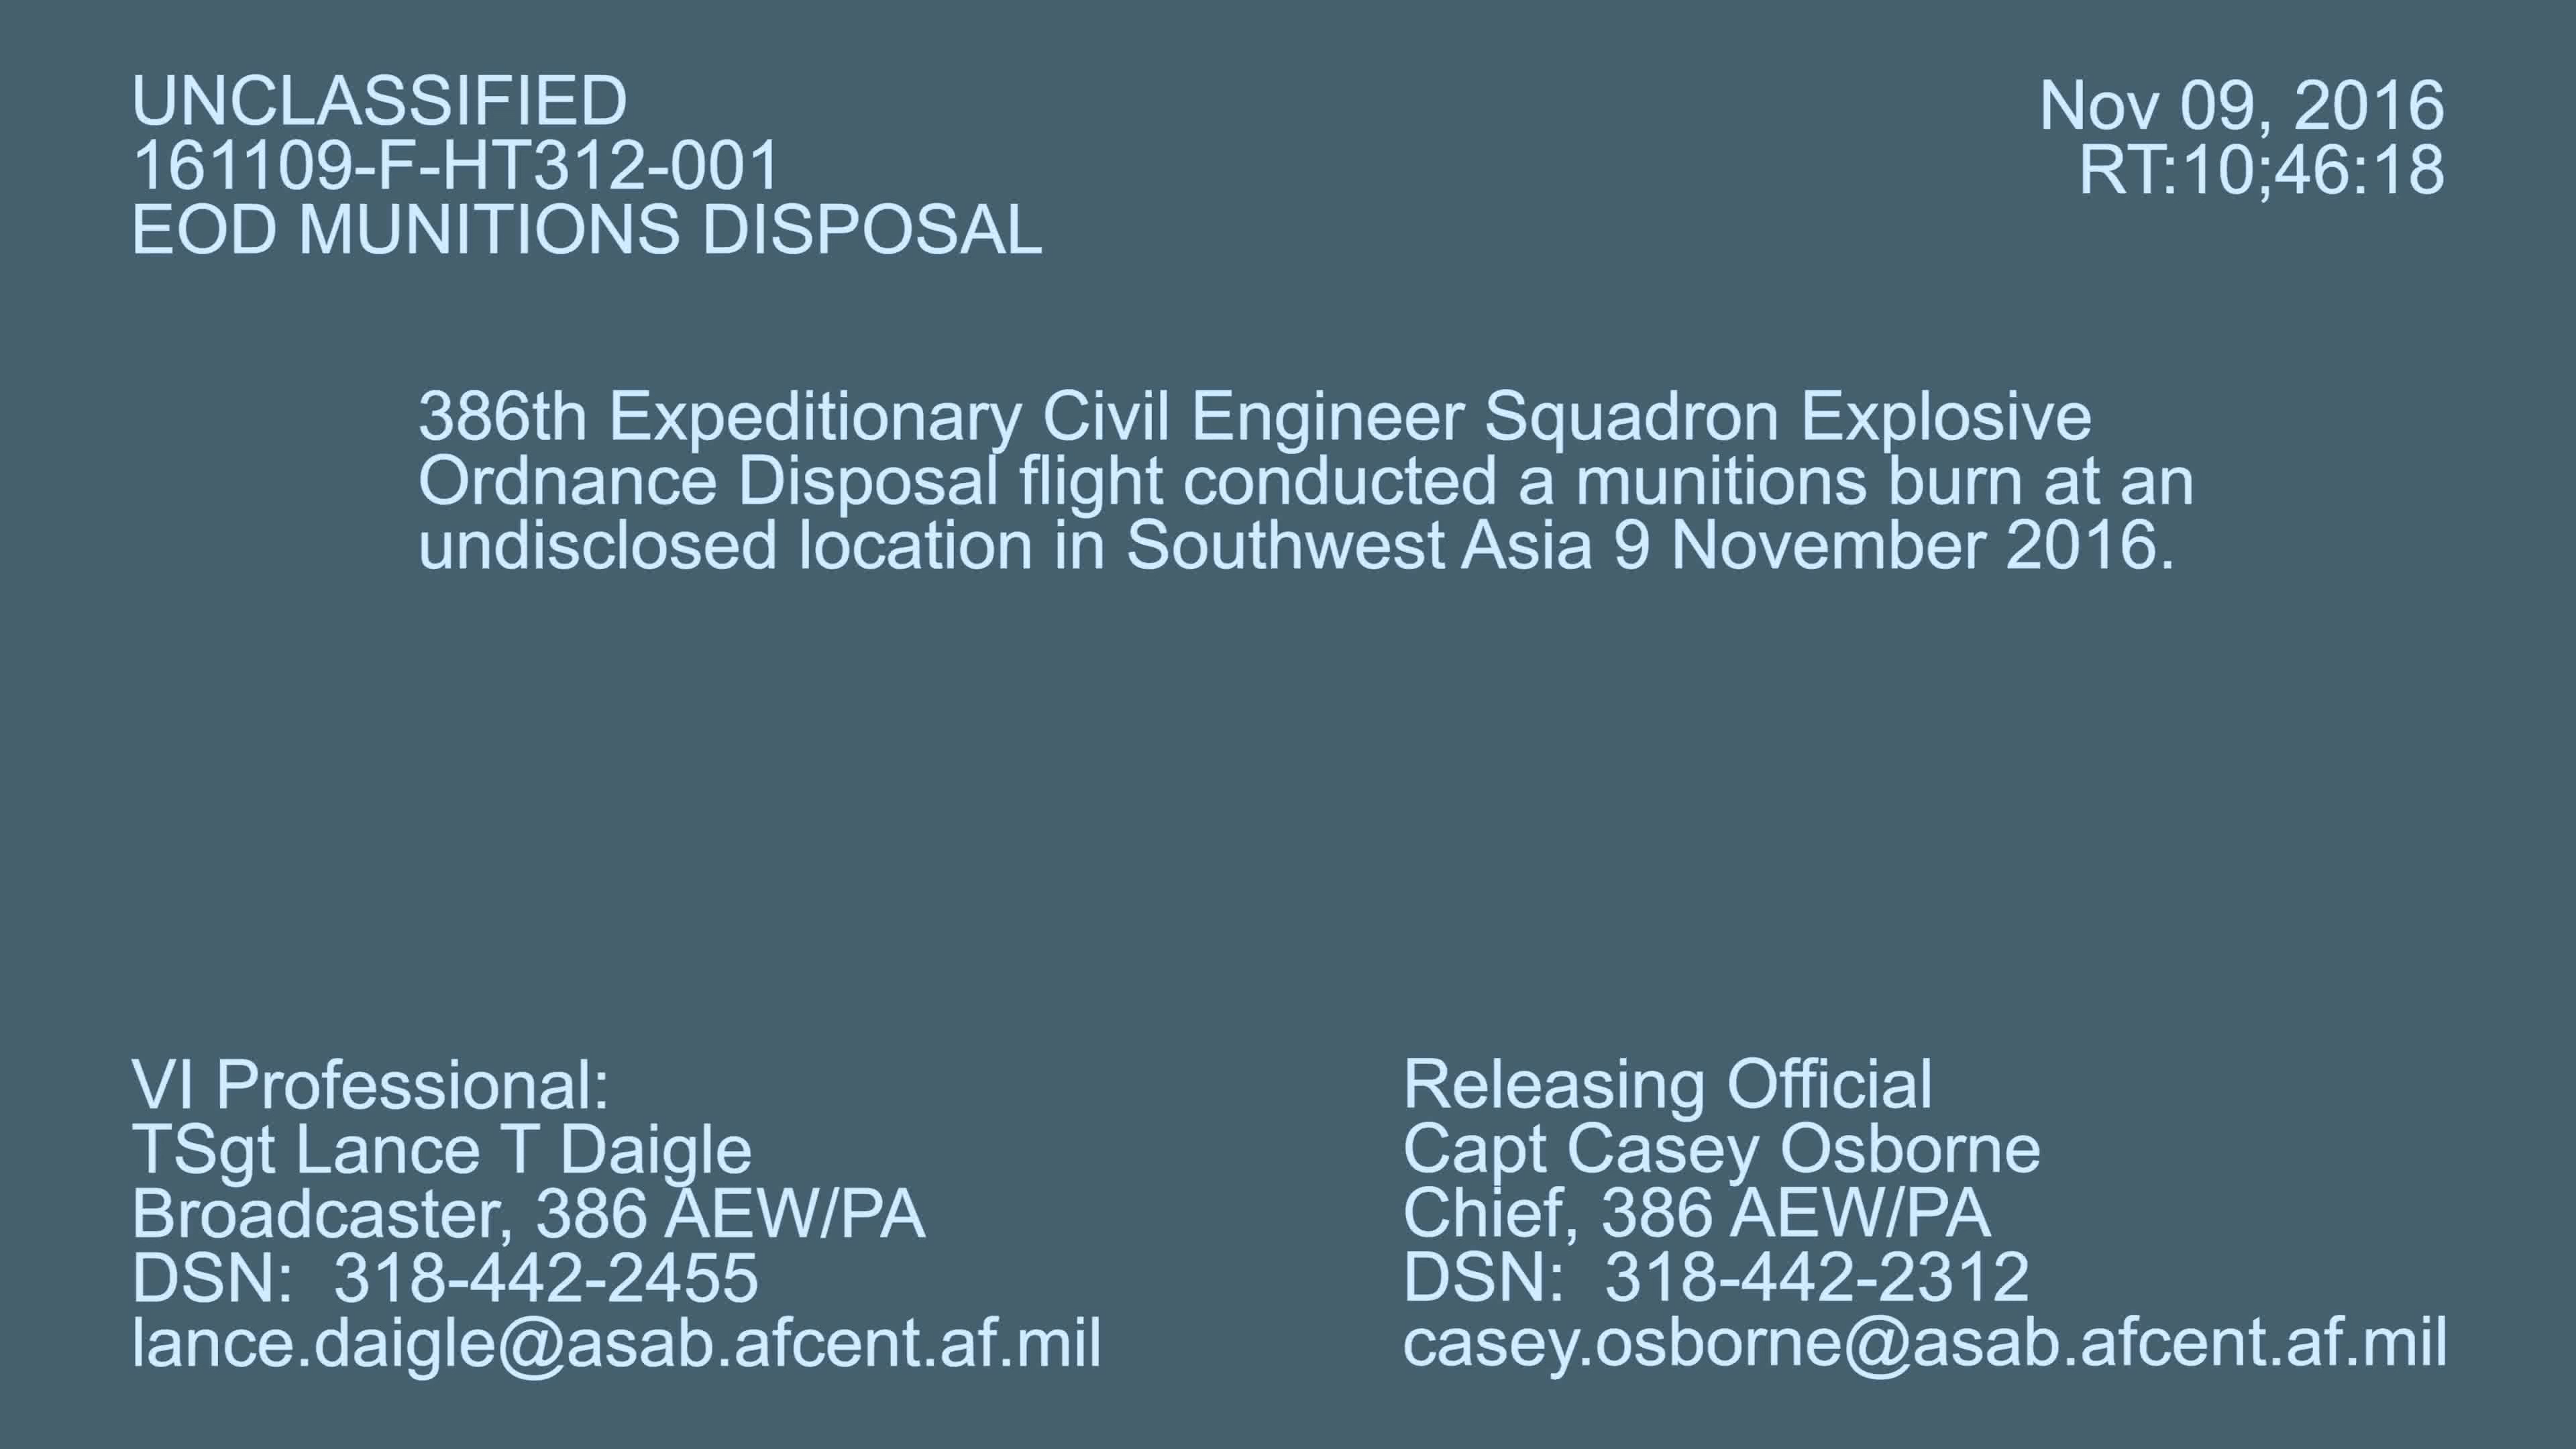 UNCLASSIFIED
161109-F-HT312-001
EOD MUNITIONS DISPOSAL
Nov 09, 2016
RT:10;46:18
386th Expeditionary Civil Engineer Squadron Explosive
Ordnance Disposal flight conducted a munitions burn at an
undisclosed location in Southwest Asia 9 November 2016.
VI Professional:
TSgt Lance T Daigle
Broadcaster, 386 AEW/PA
DSN:  318-442-2455
lance.daigle@asab.afcent.af.mil
Releasing Official
Capt Casey Osborne
Chief, 386 AEW/PA
DSN:  318-442-2312
casey.osborne@asab.afcent.af.mil